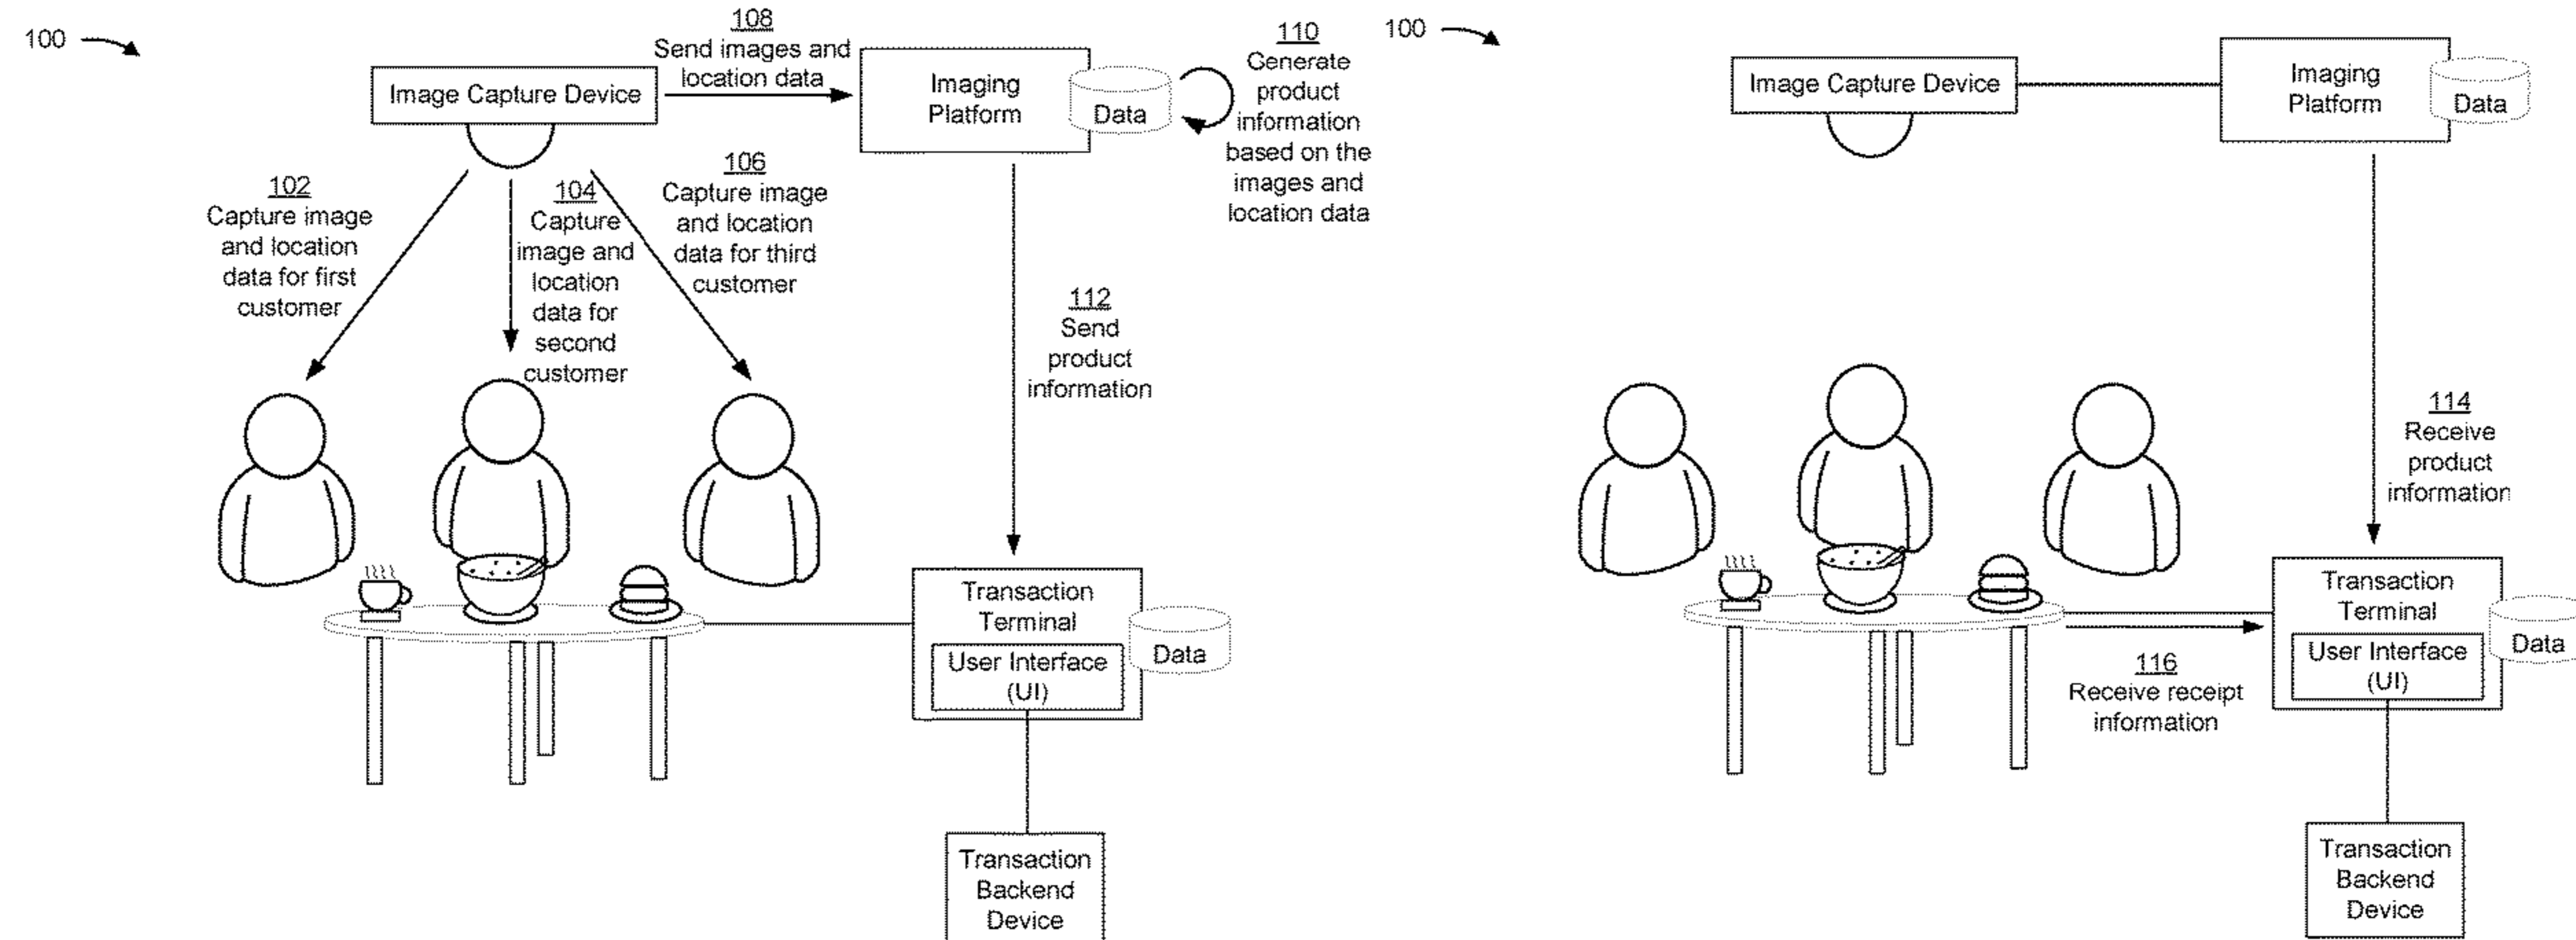 100
108
Send images and
location data
Image Capture Device
Imaging
Platform
Data
110
Generate
product
information
based on the
images and
location data
102
Capture image
and location
data for first
customer
104
Capture
image and
location
data for
second
customer
106
Capture image
and location
data for third
customer
112
Send
product
information
Transaction
Terminal
User Interface
(UI)
Data
Transaction
Backend
Device
100
Image Capture Device
Imaging
Platform
Data
114
Receive
product
information
116
Receive receipt
information
Transaction
Terminal
User Interface
(UI)
Data
Transaction
Backend
Device